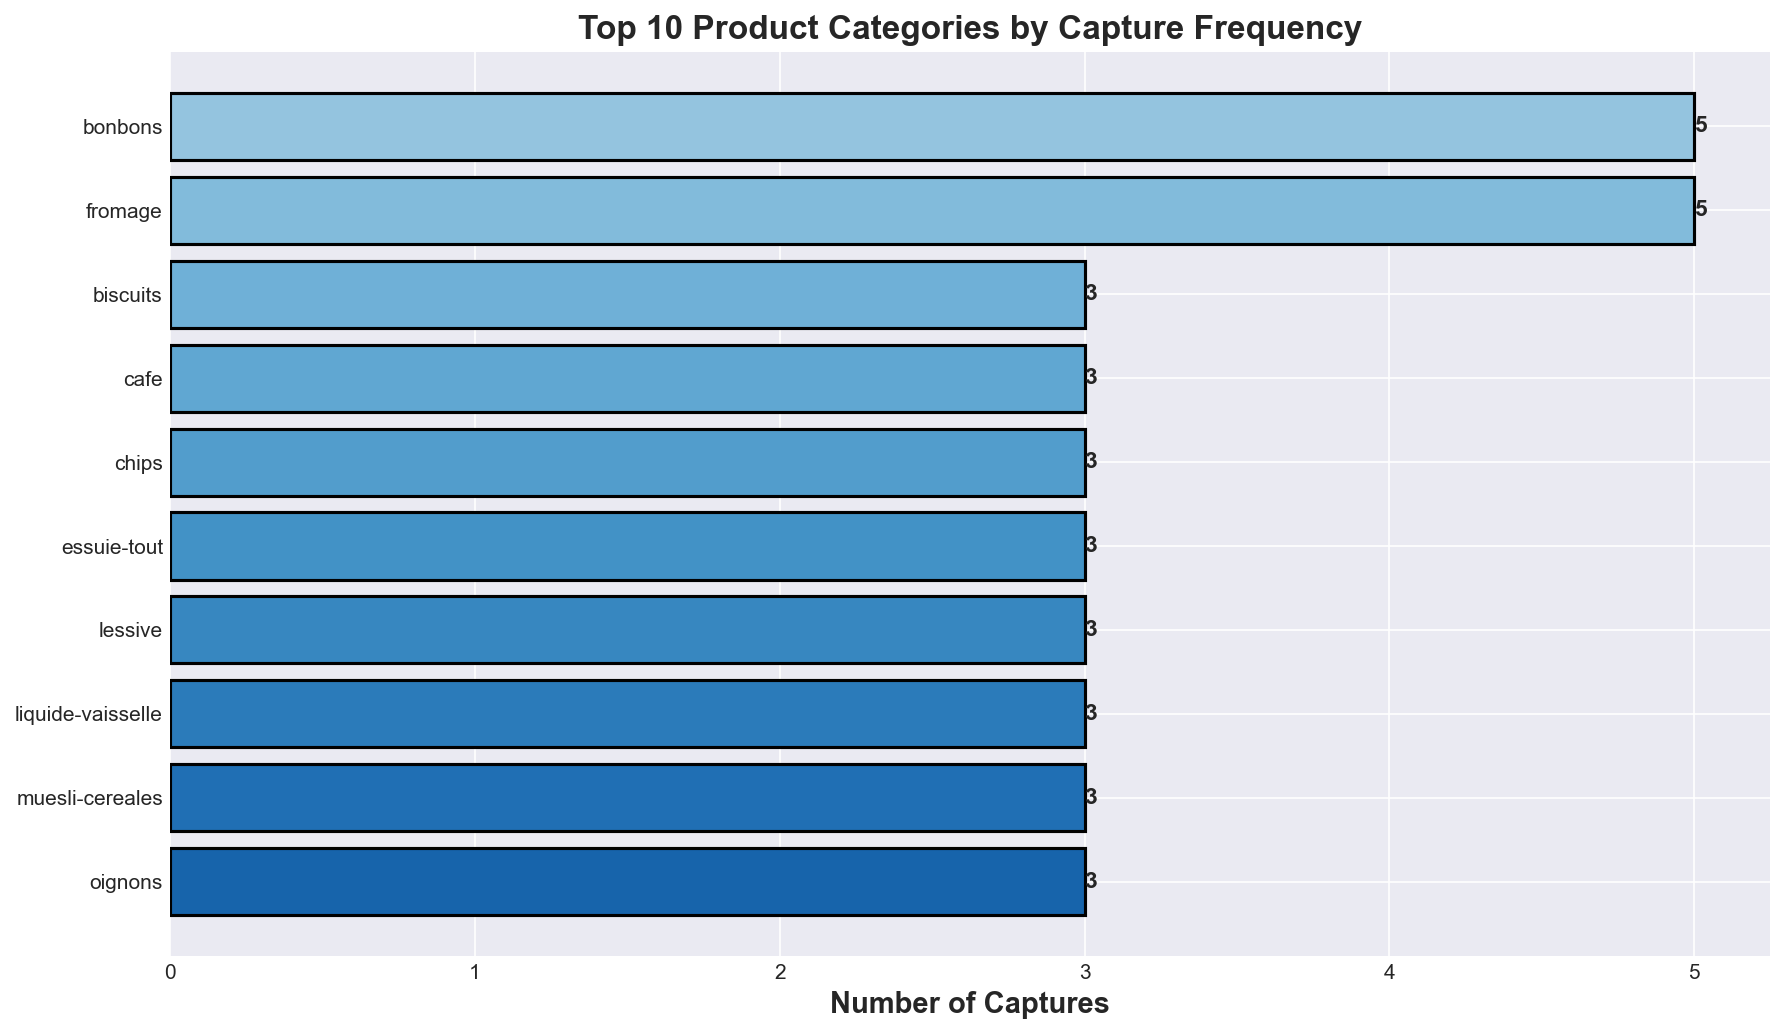 Top 10 Product Categories by Capture Frequency
bonbons 5
fromage 5
biscuits 3
cafe 3
chips 3
essuie-tout 3
lessive 3
liquide-vaisselle 3
muesli-cereales 3
oignons 3
0 1 2 3 4 5
Number of Captures